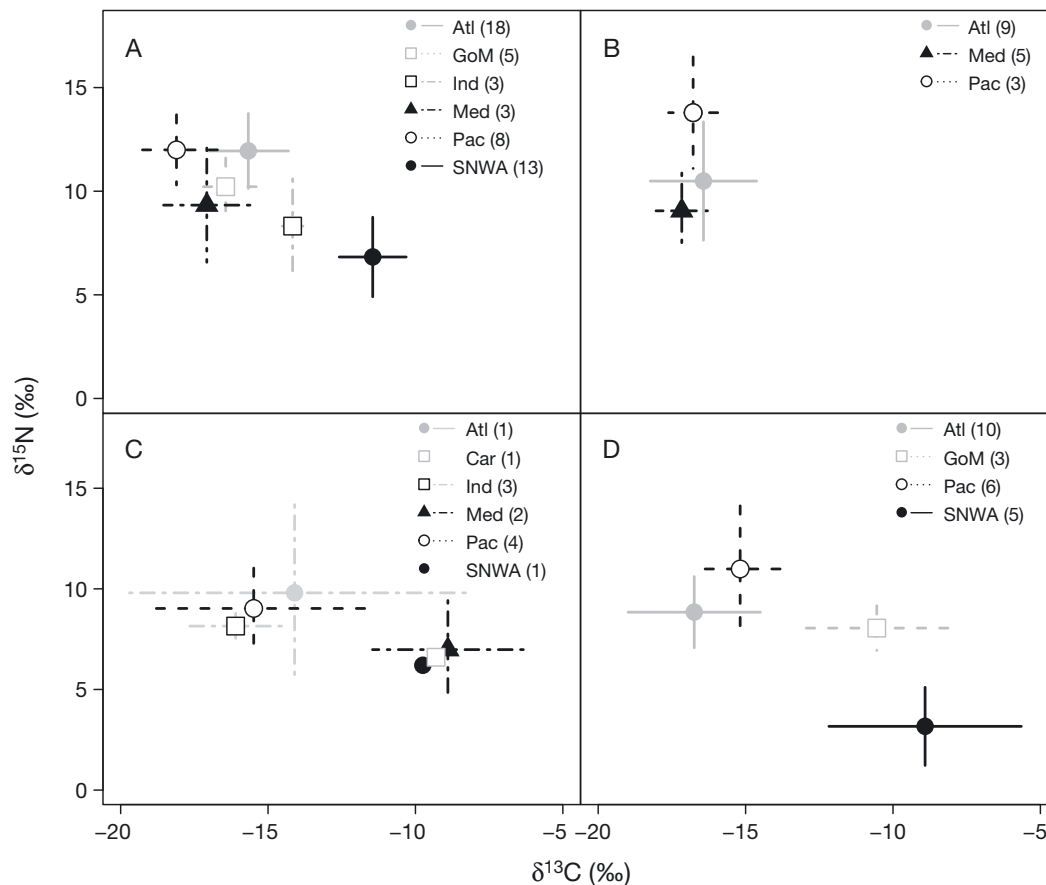 A
Atl (18)
GoM (5)
Ind (3)
Med (3)
Pac (8)
SNWA (13)
B
Atl (9)
Med (5)
Pac (3)
15
10
5
0
C
Atl (1)
Car (1)
Ind (3)
Med (2)
Pac (4)
SNWA (1)
D
Atl (10)
GoM (3)
Pac (6)
SNWA (5)
15
10
5
0
δ15N (‰)
−20 −15 −10 −5
−20 −15 −10 −5
δ13C (‰)